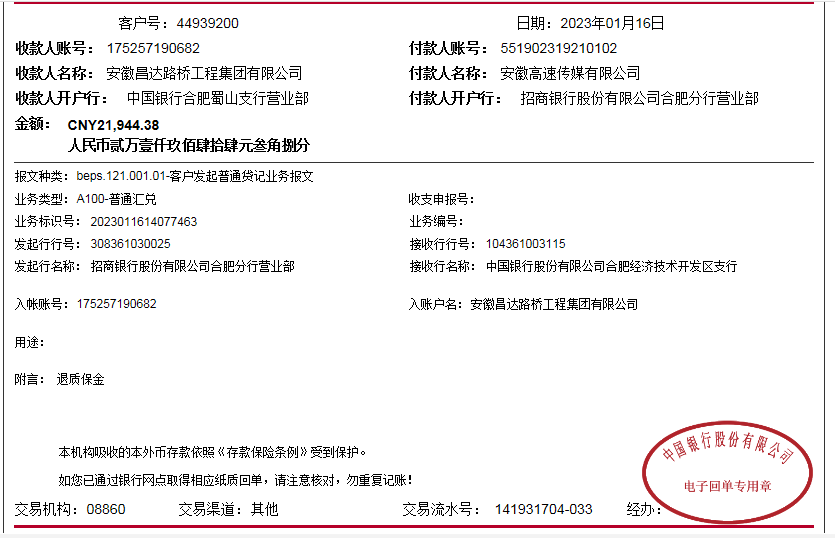 客户号：44939200 日期：2023年01月16日
收款人账号：175257190682 付款人账号：551902319210102
收款人名称：安徽昌达路桥工程集团有限公司 付款人名称：安徽高速传媒有限公司
收款人开户行：中国银行合肥蜀山支行营业部 付款人开户行：招商银行股份有限公司合肥分行营业部
金额：CNY21,944.38
人民币贰万壹仟玖佰肆拾肆元叁角捌分
报文种类：beps.121.001.01-客户发起普通贷记业务报文
业务类型：A100-普通汇兑 收支申报号：
业务标识号：2023011614077463 业务编号：
发起行行号：308361030025 接收行行号：104361003115
发起行名称：招商银行股份有限公司合肥分行营业部 接收行名称：中国银行股份有限公司合肥经济技术开发区支行
入帐账号：175257190682 入账户名：安徽昌达路桥工程集团有限公司
用途：
附言：退质保金
本机构吸收的本外币存款依照《存款保险条例》受到保护。
如您已通过银行网点取得相应纸质回单，请注意核对，勿重复记账！
中国银行股份有限公司
电子回单专用章
交易机构：08860 交易渠道：其他 交易流水号：141931704-033 经办：